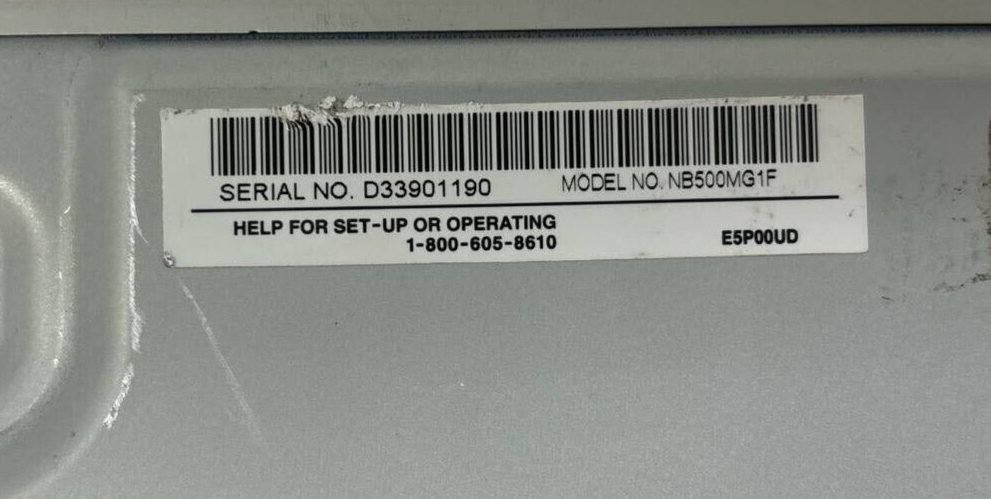 SERIAL NO. D33901190 MODEL NO. NB500MG1F
HELP FOR SET-UP OR OPERATING
1-800-605-8610 E5P00UD